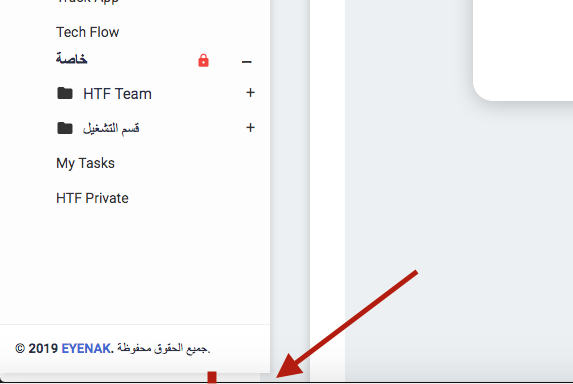 Track App
Tech Flow
خاصة
HTF Team
قسم التشغيل
My Tasks
HTF Private
© 2019 EYENAK. جميع الحقوق محفوظة.